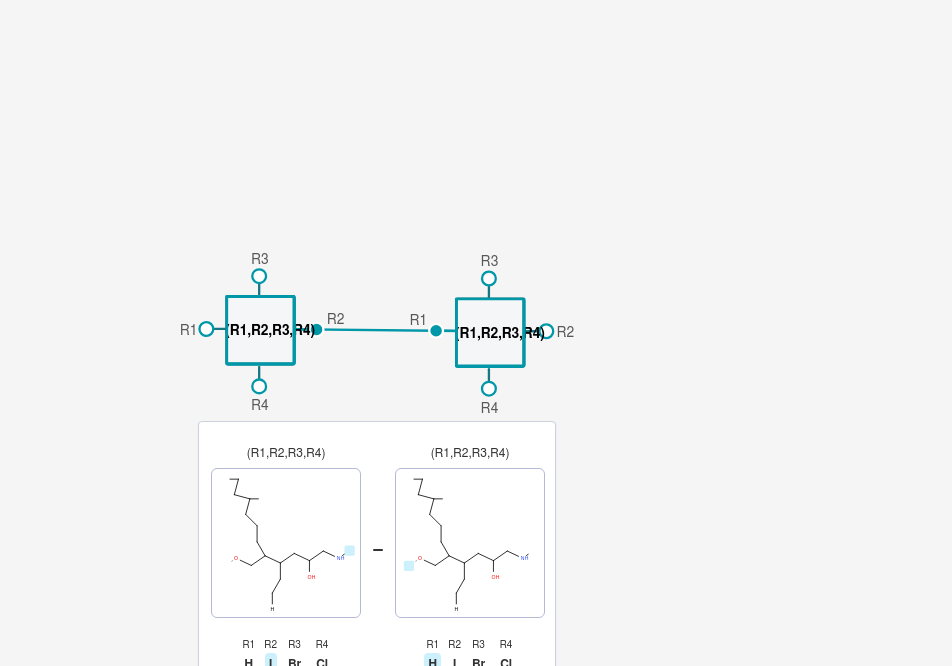 R3 R3
R1 (R1,R2,R3,R4) R2 R1 (R1,R2,R3,R4) R2
R4 R4
(R1,R2,R3,R4) (R1,R2,R3,R4)
O NH O NH
OH OH
H H
R1 R2 R3 R4 R1 R2 R3 R4
H I Br Cl H I Br Cl